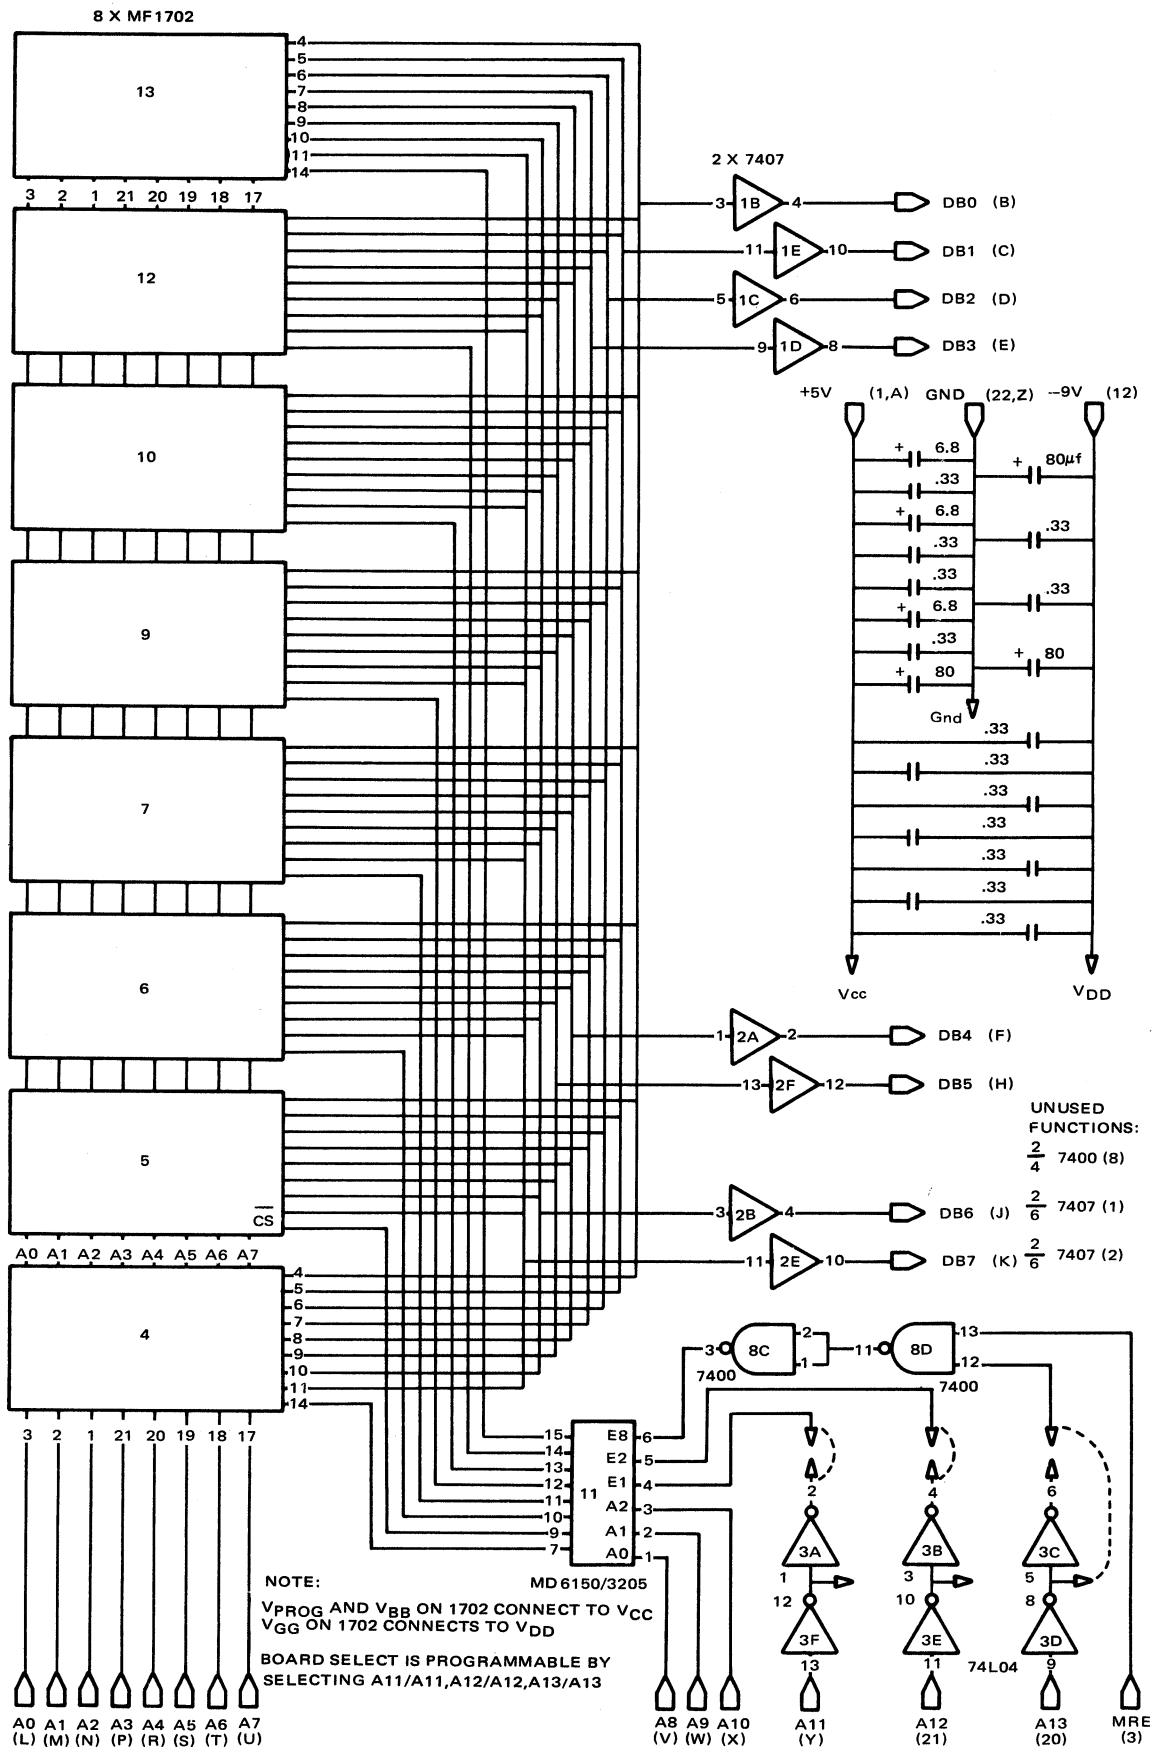 8 X MF1702
4
5
6
7
8
9
10
11
14
13
3 2 1 21 20 19 18 17
12
10
9
7
6
5
CS
A0 A1 A2 A3 A4 A5 A6 A7
4
4
5
6
7
8
9
10
11
14
3 2 1 21 20 19 18 17
2 X 7407
3 1B 4 DB0 (B)
11 1E 10 DB1 (C)
5 1C 6 DB2 (D)
9 1D 8 DB3 (E)
+5V (1,A) GND (22,Z) --9V (12)
+ 6.8
+ 80µf
.33
+ 6.8
.33
.33
.33
.33
+ 6.8
.33
+ 80
+ 80
Gnd
.33
.33
.33
.33
.33
.33
.33
Vcc
VDD
1 2A 2 DB4 (F)
13 2F 12 DB5 (H)
3 2B 4 DB6 (J)
11 2E 10 DB7 (K)
UNUSED
FUNCTIONS:
2/4 7400 (8)
2/6 7407 (1)
2/6 7407 (2)
3 8C 2 1 11 8D 13 12
7400
7400
15
14
13
12
11
10
9
7
11
E8 6
E2 5
E1 4
A2 3
A1 2
A0 1
MD 6150/3205
2 4 6
3A 3B 3C
1 3 5
12 10 8
3F 3E 3D
13 11 74L04 9
NOTE:
VPROG AND VBB ON 1702 CONNECT TO VCC
VGG ON 1702 CONNECTS TO VDD
BOARD SELECT IS PROGRAMMABLE BY
SELECTING A11/A11,A12/A12,A13/A13
A0 A1 A2 A3 A4 A5 A6 A7
(L) (M) (N) (P) (R) (S) (T) (U)
A8 A9 A10 A11 A12 A13 MRE
(V) (W) (X) (Y) (21) (20) (3)